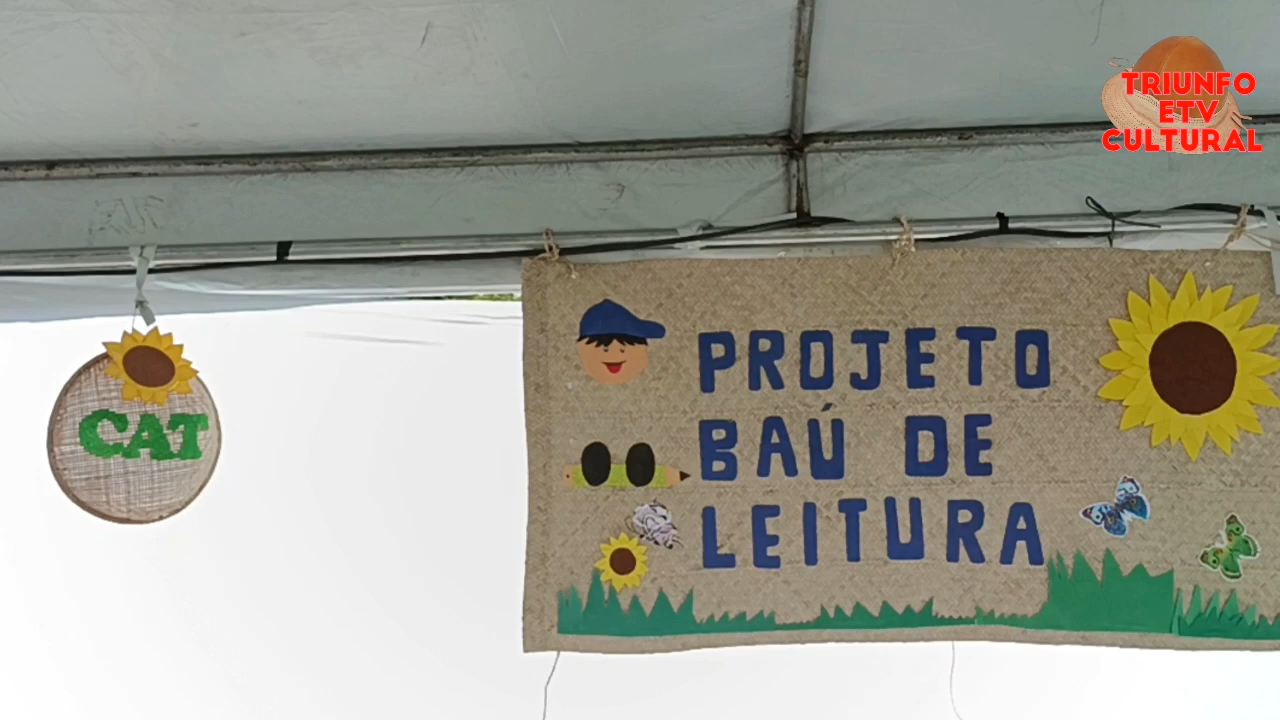 TRIUNFO
ETV
CULTURAL
CAT
PROJETO
BAÚ DE
LEITURA